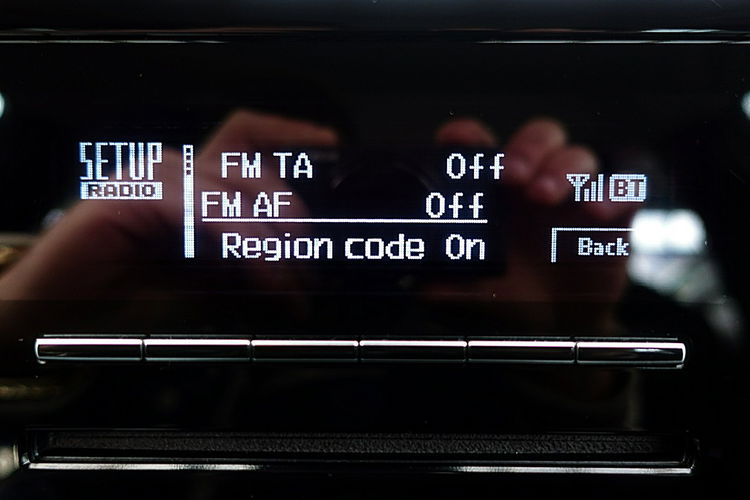 SETUP
RADIO
FM TA Off
FM AF Off
Region code On
BT
Back